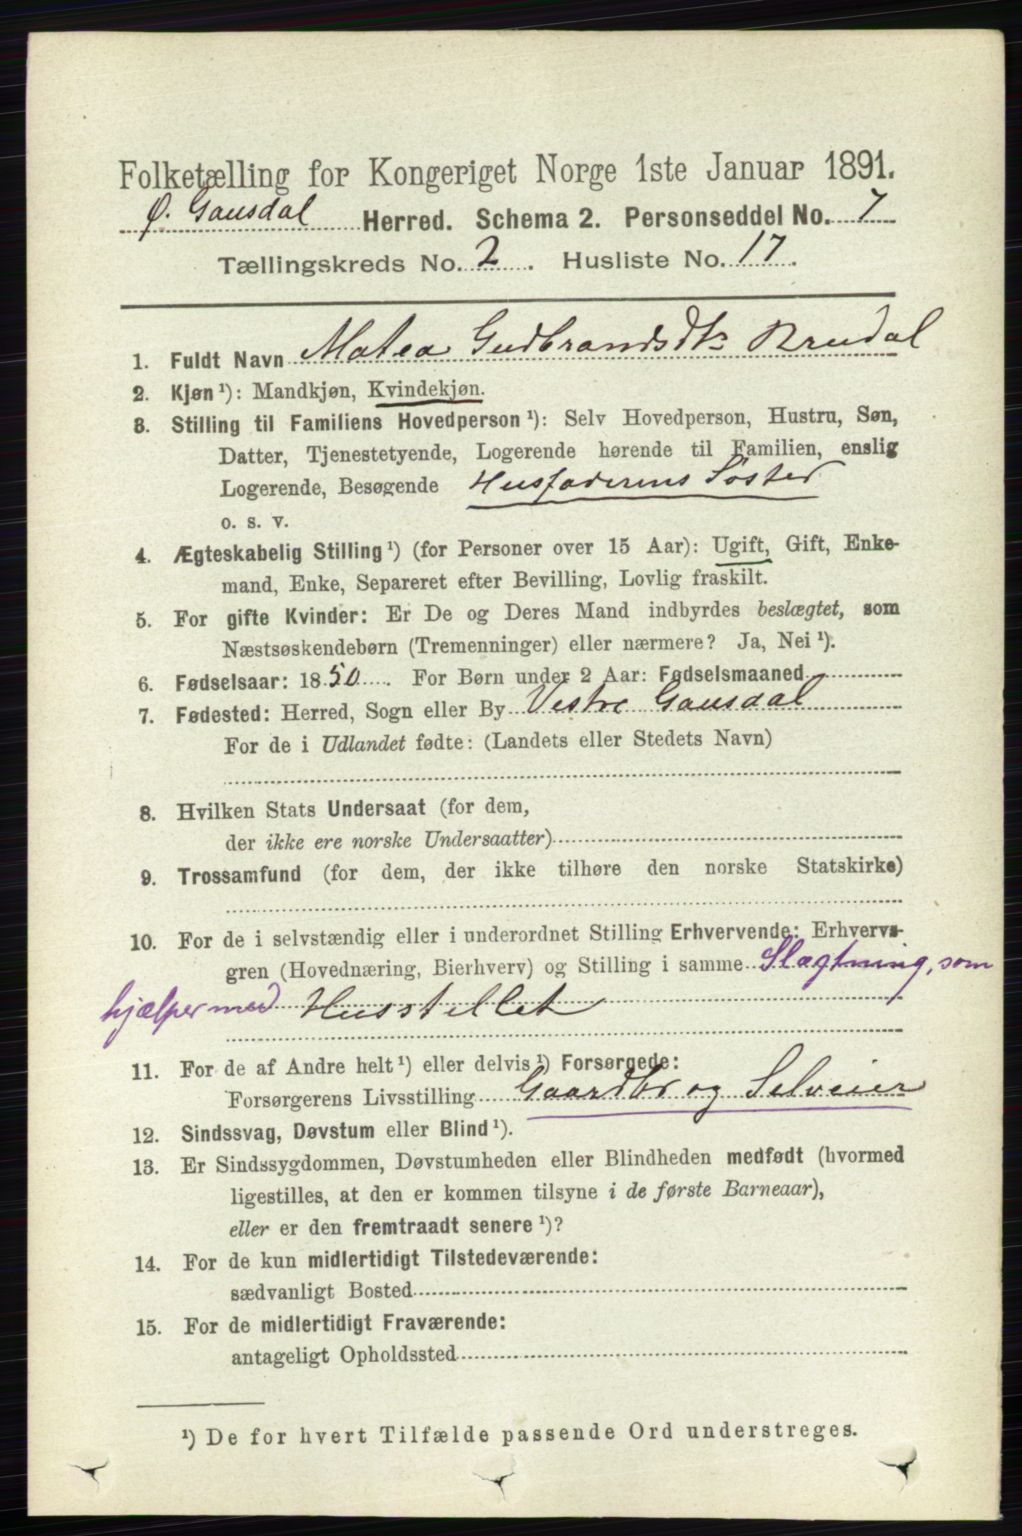 Folketælling for Kongeriget Norge 1ste Januar 1891.
Ø. Gausdal Herred. Schema 2. Personseddel No. 7
Tællingskreds No. 2. Husliste No. 17.
1. Fuldt Navn Matea Gudbrandsdtr Brudal
2. Kjøn ¹): Mandkjøn, Kvindekjøn.
3. Stilling til Familiens Hovedperson ¹): Selv Hovedperson, Hustru, Søn,
Datter, Tjenestetyende, Logerende hørende til Familien, enslig
Logerende, Besøgende Husfaderens Søster
o. s. v.
4. Ægteskabelig Stilling ¹) (for Personer over 15 Aar): Ugift, Gift, Enke-
mand, Enke, Separeret efter Bevilling, Lovlig fraskilt.
5. For gifte Kvinder: Er De og Deres Mand indbyrdes beslægtet, som
Næstsøskendebørn (Tremenninger) eller nærmere? Ja, Nei ¹).
6. Fødselsaar: 1850. For Børn under 2 Aar: Fødselsmaaned
7. Fødested: Herred, Sogn eller By Vestre Gausdal
For de i Udlandet fødte: (Landets eller Stedets Navn)
8. Hvilken Stats Undersaat (for dem,
der ikke ere norske Undersaatter)
9. Trossamfund (for dem, der ikke tilhøre den norske Statskirke)
10. For de i selvstændig eller i underordnet Stilling Erhvervende: Erhvervs-
gren (Hovednæring, Bierhverv) og Stilling i samme Slægtning, som
hjælper med Husstellet
11. For de af Andre helt ¹) eller delvis ¹) Forsørgede:
Forsørgerens Livsstilling Gaardbr og Selveier
12. Sindssvag, Døvstum eller Blind ¹).
13. Er Sindssygdommen, Døvstumheden eller Blindheden medfødt (hvormed
ligestilles, at den er kommen tilsyne i de første Barneaar),
eller er den fremtraadt senere ¹)?
14. For de kun midlertidigt Tilstedeværende:
sædvanligt Bosted
15. For de midlertidigt Fraværende:
antageligt Opholdssted
¹) De for hvert Tilfælde passende Ord understreges.